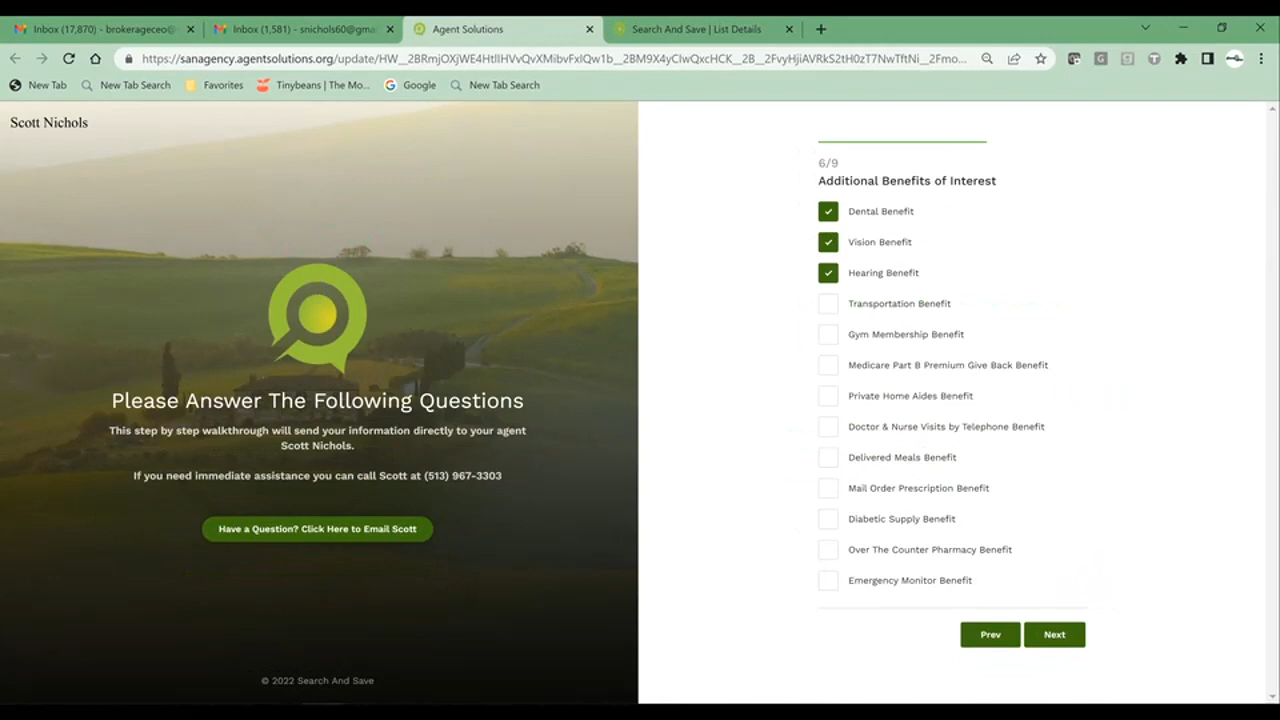 Inbox (17,870) - brokerageceo@
Inbox (1,581) - snichols60@gmai
Agent Solutions
Search And Save | List Details
https://sanagency.agentsolutions.org/update/
New Tab
New Tab Search
Favorites
Tinybeans | The Mo...
Google
New Tab Search
Scott Nichols
Please Answer The Following Questions
This step by step walkthrough will send your information directly to your agent
Scott Nichols.
If you need immediate assistance you can call Scott at (513) 967-3303
Have a Question? Click Here to Email Scott
© 2022 Search And Save
6/9
Additional Benefits of Interest
Dental Benefit
Vision Benefit
Hearing Benefit
Transportation Benefit
Gym Membership Benefit
Medicare Part B Premium Give Back Benefit
Private Home Aides Benefit
Doctor & Nurse Visits by Telephone Benefit
Delivered Meals Benefit
Mail Order Prescription Benefit
Diabetic Supply Benefit
Over The Counter Pharmacy Benefit
Emergency Monitor Benefit
Prev
Next